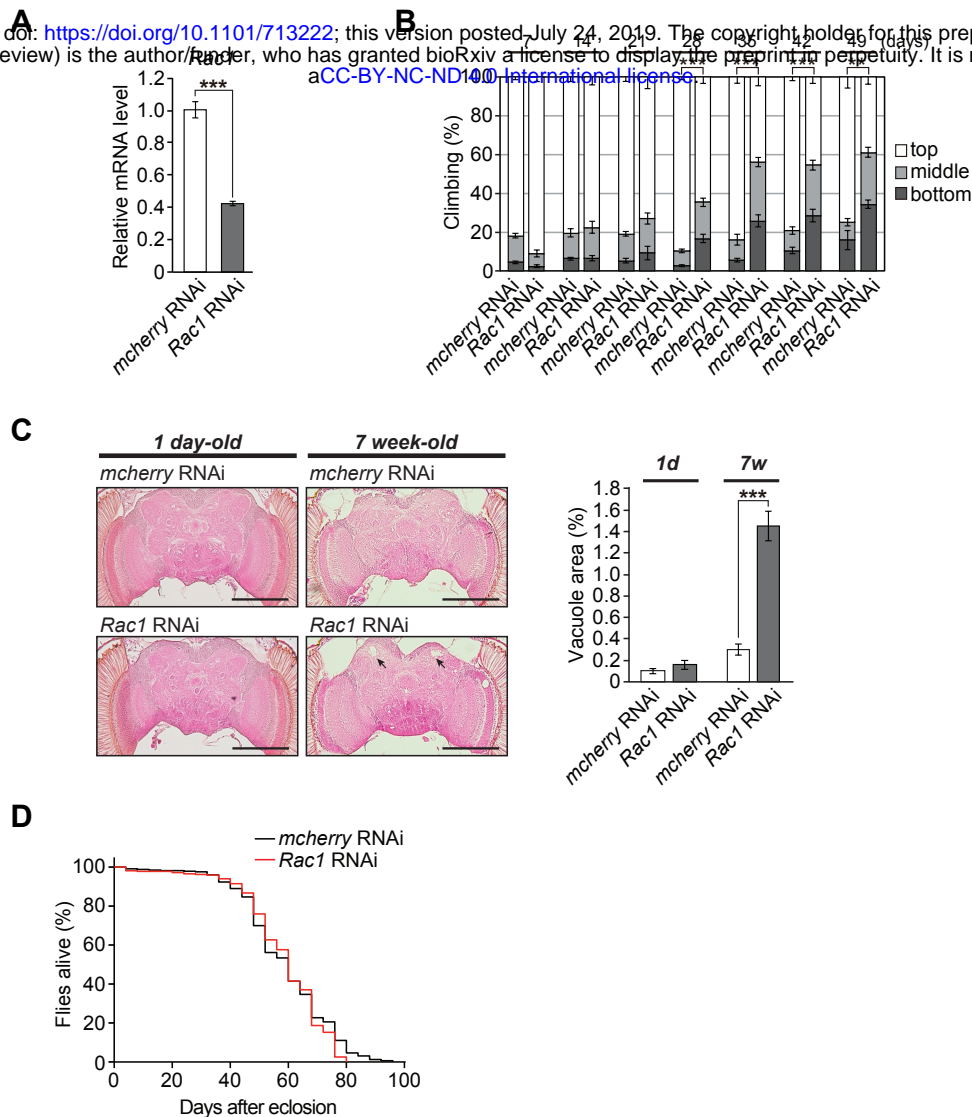 doi: https://doi.org/10.1101/713222; this version posted July 24, 2019. The copyright holder for this prep
eview) is the author/funder, who has granted bioRxiv a license to display the preprint in perpetuity. It is
aCC-BY-NC-ND 4.0 International license.
A
Rac1
Relative mRNA level
1.2
1.0
0.8
0.6
0.4
0.2
0
***
mcherry RNAi
Rac1 RNAi
B
7 14 21 28 35 42 49 (days)
*** *** *** **
Climbing (%)
100
80
60
40
20
0
top
middle
bottom
mcherry RNAi
Rac1 RNAi
mcherry RNAi
Rac1 RNAi
mcherry RNAi
Rac1 RNAi
mcherry RNAi
Rac1 RNAi
mcherry RNAi
Rac1 RNAi
mcherry RNAi
Rac1 RNAi
mcherry RNAi
Rac1 RNAi
C
1 day-old 7 week-old
mcherry RNAi mcherry RNAi
Rac1 RNAi Rac1 RNAi
1d 7w
***
Vacuole area (%)
1.8
1.6
1.4
1.2
1.0
0.8
0.6
0.4
0.2
0
mcherry RNAi
Rac1 RNAi
mcherry RNAi
Rac1 RNAi
D
mcherry RNAi
Rac1 RNAi
Flies alive (%)
100
80
60
40
20
0
0 20 40 60 80 100
Days after eclosion